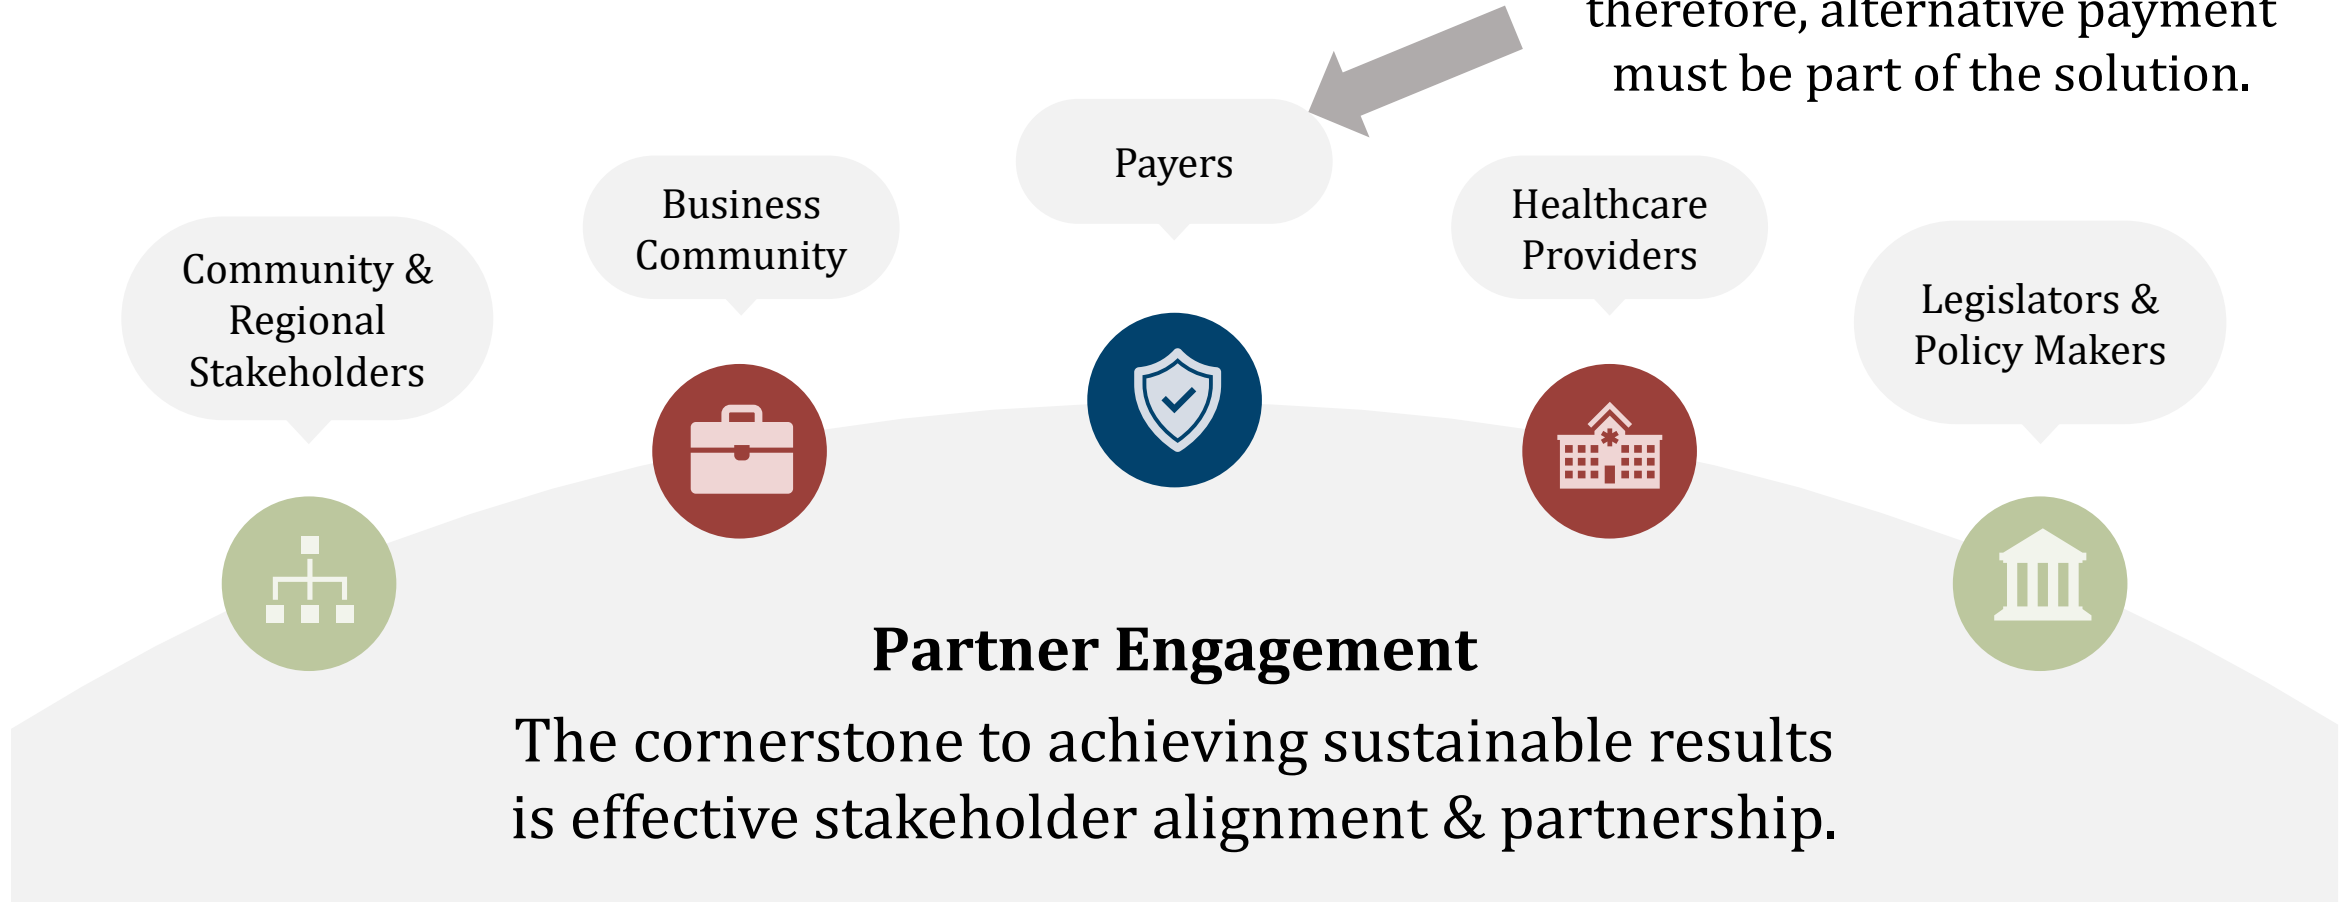 therefore, alternative payment
must be part of the solution.
Payers
Business
Community
Healthcare
Providers
Community &
Regional
Stakeholders
Legislators &
Policy Makers
Partner Engagement
The cornerstone to achieving sustainable results
is effective stakeholder alignment & partnership.